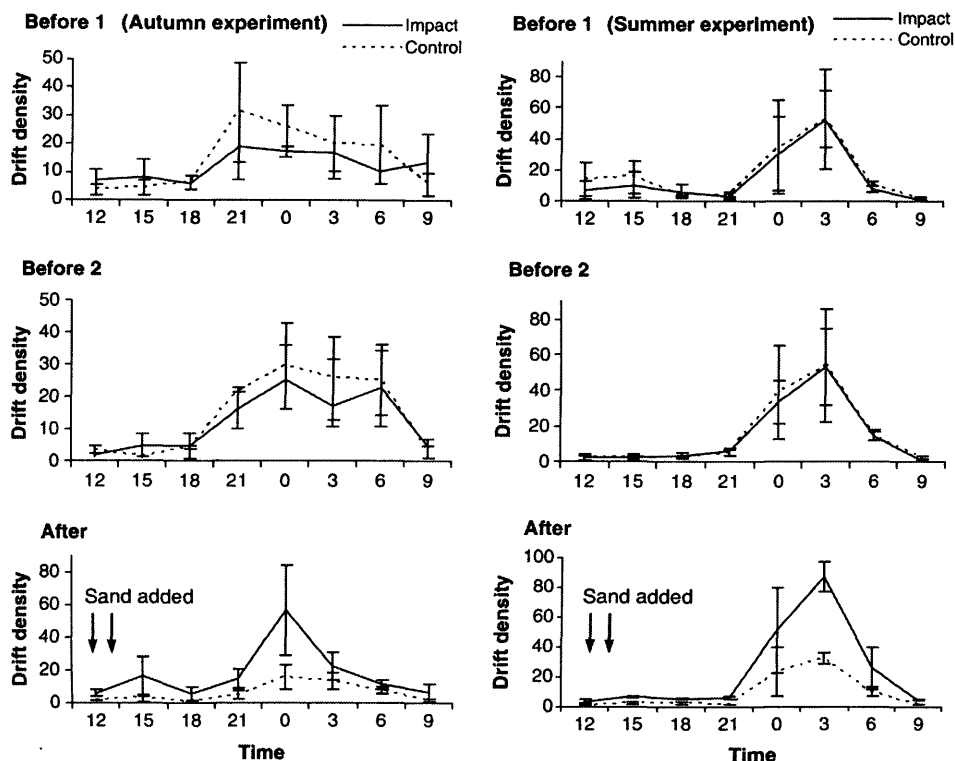 Before 1 (Autumn experiment)
Impact
Control
Drift density
50
40
30
20
10
0
12 15 18 21 0 3 6 9
Before 1 (Summer experiment)
Impact
Control
Drift density
80
60
40
20
0
12 15 18 21 0 3 6 9
Before 2
Drift density
50
40
30
20
10
0
12 15 18 21 0 3 6 9
Before 2
Drift density
80
60
40
20
0
12 15 18 21 0 3 6 9
After
Drift density
80
60
40
20
0
Sand added
12 15 18 21 0 3 6 9
Time
After
Drift density
100
80
60
40
20
0
Sand added
12 15 18 21 0 3 6 9
Time